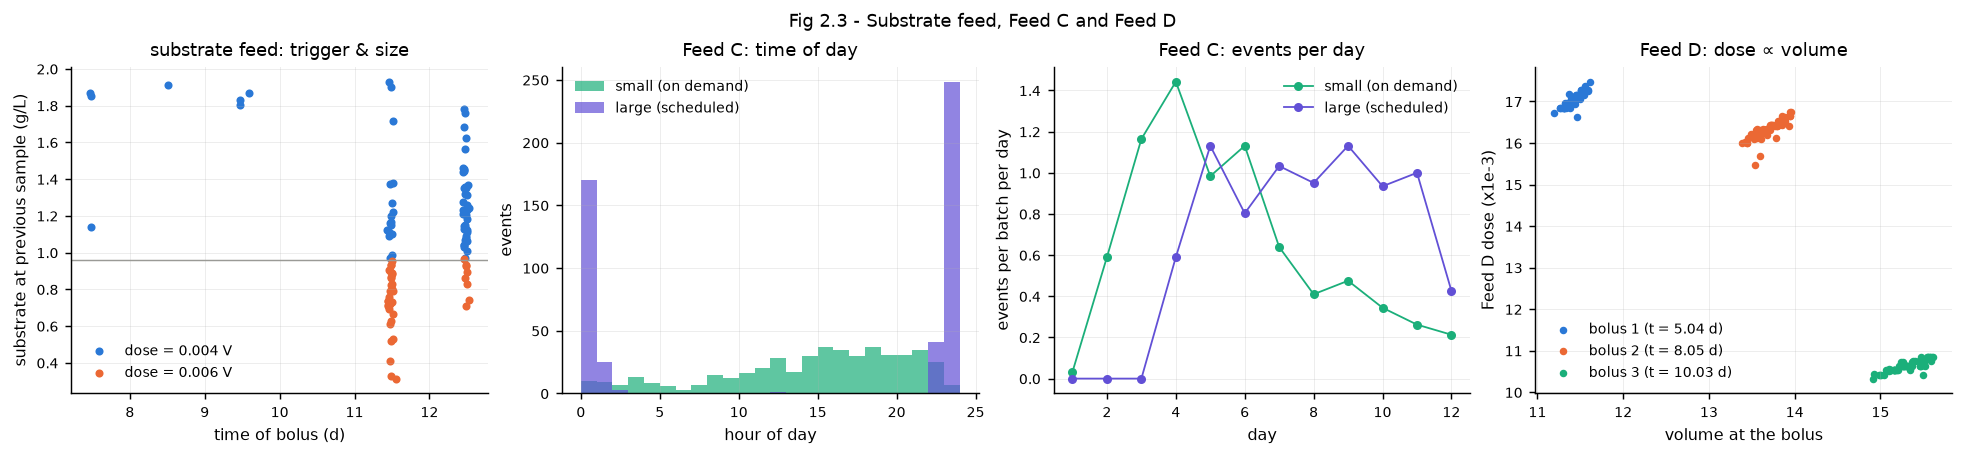 Fig 2.3 - Substrate feed, Feed C and Feed D
substrate feed: trigger & size
substrate at previous sample (g/L)
2.0
1.8
1.6
1.4
1.2
1.0
0.8
0.6
0.4
dose = 0.004 V
dose = 0.006 V
8 9 10 11 12
time of bolus (d)
Feed C: time of day
events
250
200
150
100
50
0
small (on demand)
large (scheduled)
0 5 10 15 20 25
hour of day
Feed C: events per day
events per batch per day
1.4
1.2
1.0
0.8
0.6
0.4
0.2
0.0
small (on demand)
large (scheduled)
2 4 6 8 10 12
day
Feed D: dose ∝ volume
Feed D dose (x1e-3)
17
16
15
14
13
12
11
10
bolus 1 (t = 5.04 d)
bolus 2 (t = 8.05 d)
bolus 3 (t = 10.03 d)
11 12 13 14 15
volume at the bolus